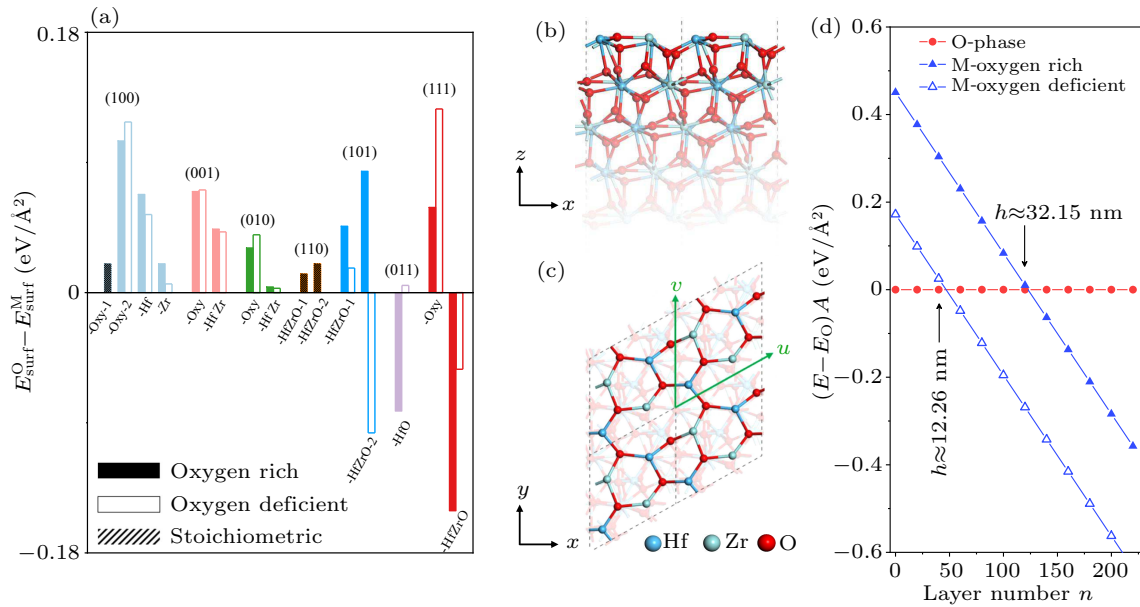 (a)
0.18
0
−0.18
E^O_surf − E^M_surf (eV/Å²)
(100)
(001)
(010)
(110)
(101)
(011)
(111)
-Oxy-1
-Oxy-2
-Hf
-Zr
-Oxy
-Hf Zr
-Oxy
-Hf Zr
-HfZrO-1
-HfZrO-2
-HfZrO-1
-HfZrO-2
-HfO
-Oxy
-HfZrO
Oxygen rich
Oxygen deficient
Stoichiometric
(b)
z
x
(c)
v
u
y
x
Hf Zr O
(d)
0.6
0.4
0.2
0
−0.2
−0.4
−0.6
(E−E_O)A (eV/Å²)
O-phase
M-oxygen rich
M-oxygen deficient
h≈32.15 nm
h≈12.26 nm
0 50 100 150 200
Layer number n